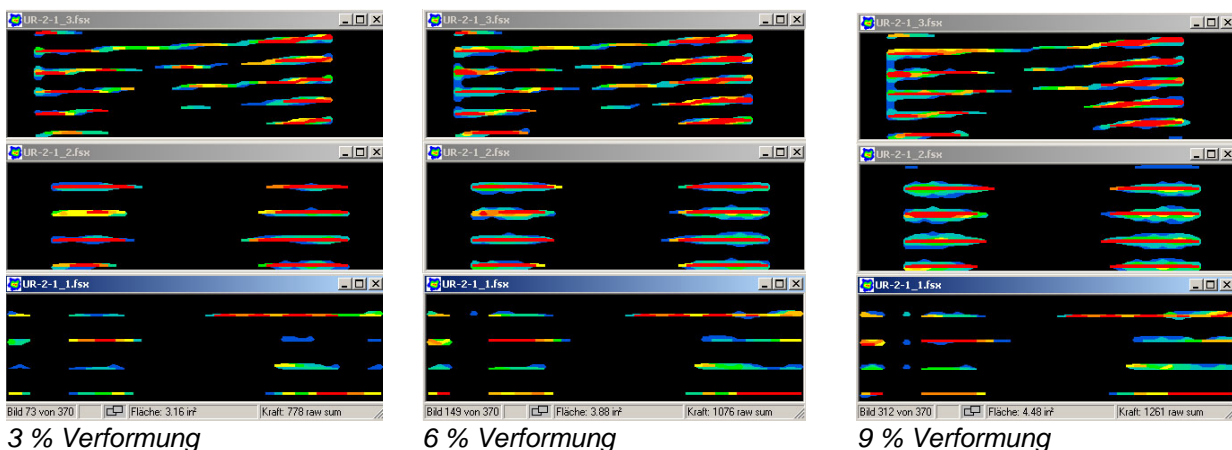 UR-2-1_3.fsx
UR-2-1_2.fsx
UR-2-1_1.fsx
Bild 73 von 370 Fläche: 3.16 in² Kraft: 778 raw sum
3 % Verformung
UR-2-1_3.fsx
UR-2-1_2.fsx
UR-2-1_1.fsx
Bild 149 von 370 Fläche: 3.88 in² Kraft: 1076 raw sum
6 % Verformung
UR-2-1_3.fsx
UR-2-1_2.fsx
UR-2-1_1.fsx
Bild 312 von 370 Fläche: 4.48 in² Kraft: 1261 raw sum
9 % Verformung